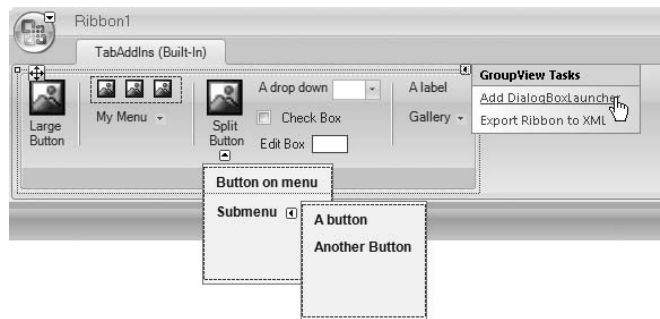 Ribbon1
TabAddIns (Built-In)
GroupView Tasks
Add DialogBoxLauncher
Export Ribbon to XML
A drop down
A label
My Menu
Check Box
Gallery
Large
Button
Split
Button
Edit Box
Button on menu
Submenu
A button
Another Button